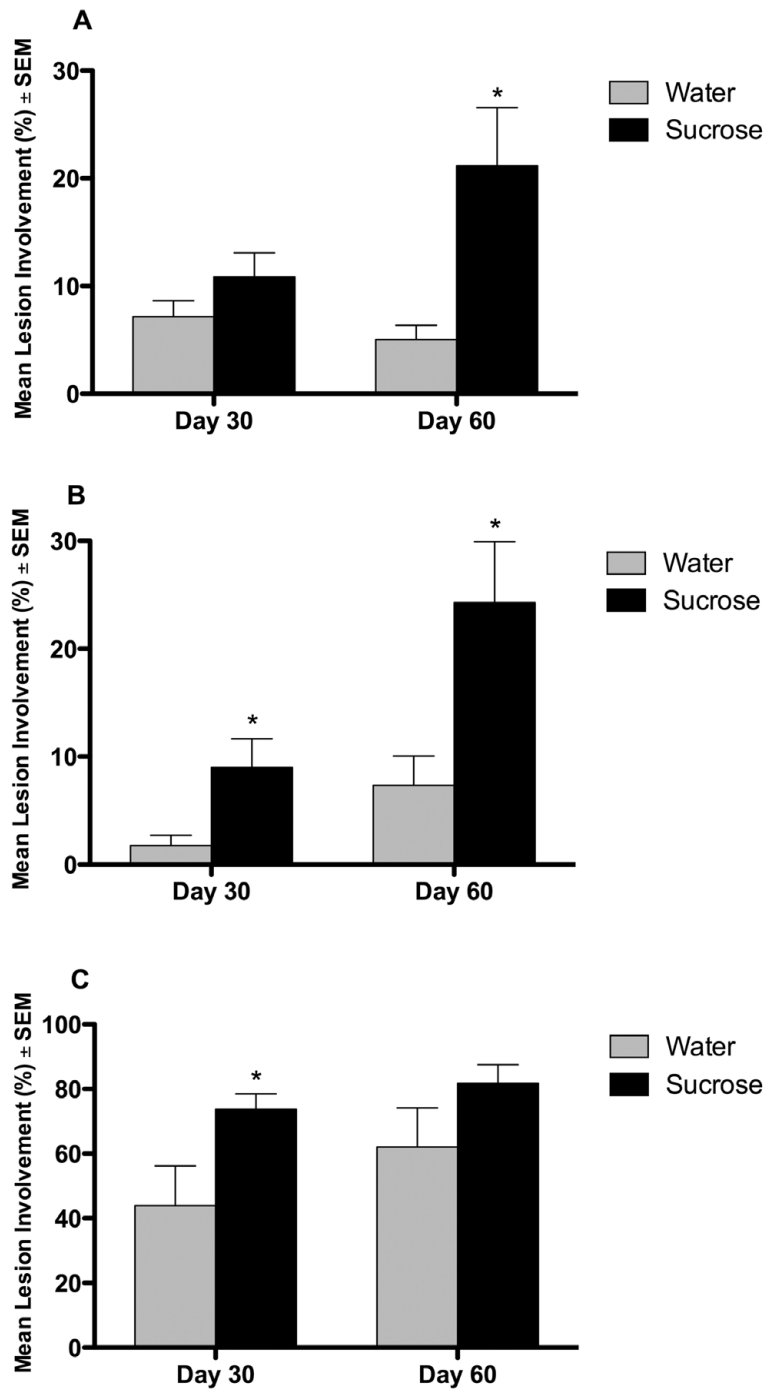 A
Mean Lesion Involvement (%) ± SEM
30
20
10
0
*
Water
Sucrose
Day 30
Day 60
B
Mean Lesion Involvement (%) ± SEM
30
20
10
0
*
*
Water
Sucrose
Day 30
Day 60
C
Mean Lesion Involvement (%) ± SEM
100
80
60
40
20
0
*
Water
Sucrose
Day 30
Day 60